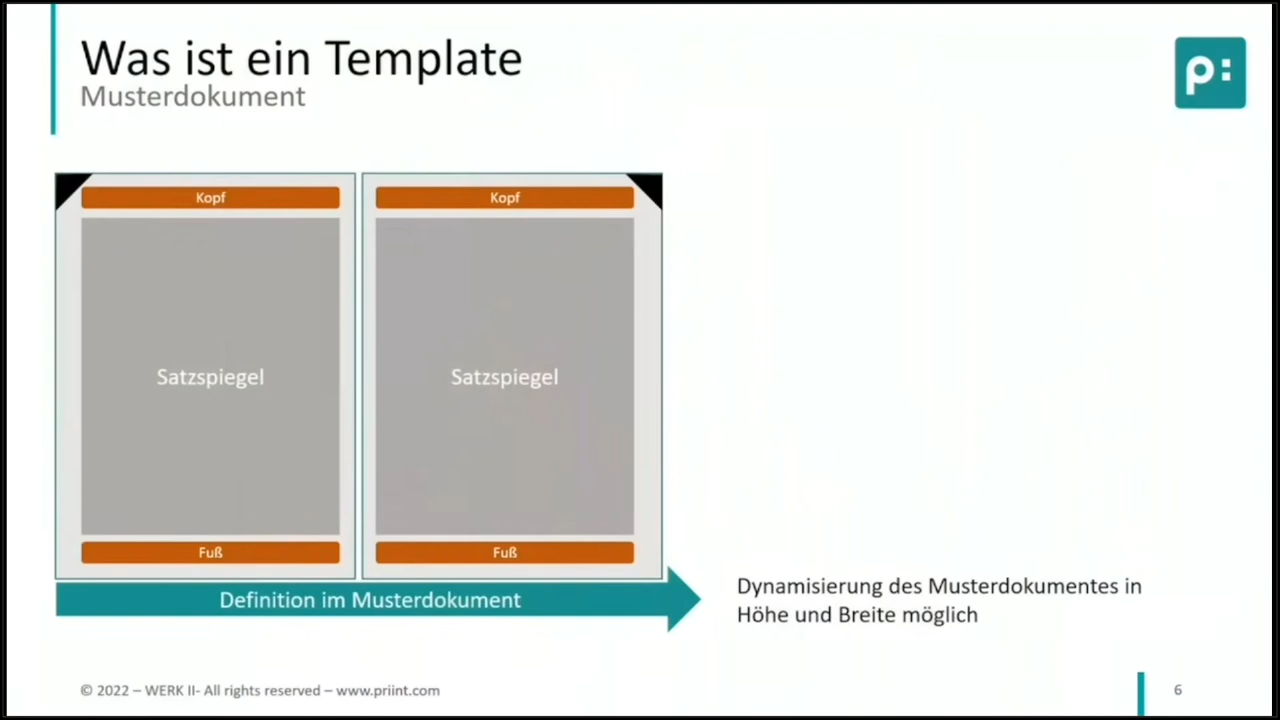 Was ist ein Template
Musterdokument
p:
Kopf
Kopf
Satzspiegel
Satzspiegel
Fuß
Fuß
Definition im Musterdokument
Dynamisierung des Musterdokumentes in
Höhe und Breite möglich
© 2022 – WERK II- All rights reserved – www.priint.com
6